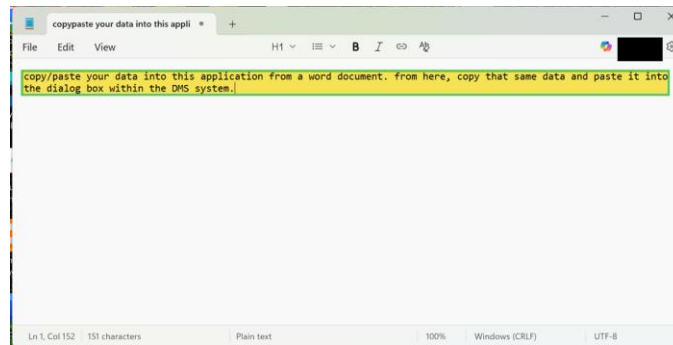 copypaste your data into this appli
File Edit View H1 B I
copy/paste your data into this application from a word document. from here, copy that same data and paste it into
the dialog box within the DMS system.
Ln 1, Col 152 151 characters Plain text 100% Windows (CRLF) UTF-8